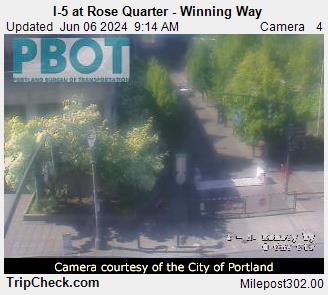 I-5 at Rose Quarter - Winning Way
Updated Jun 06 2024 9:14 AM Camera 4
PBOT
PORTLAND BUREAU OF TRANSPORTATION
Camera courtesy of the City of Portland
TripCheck.com Milepost302.00